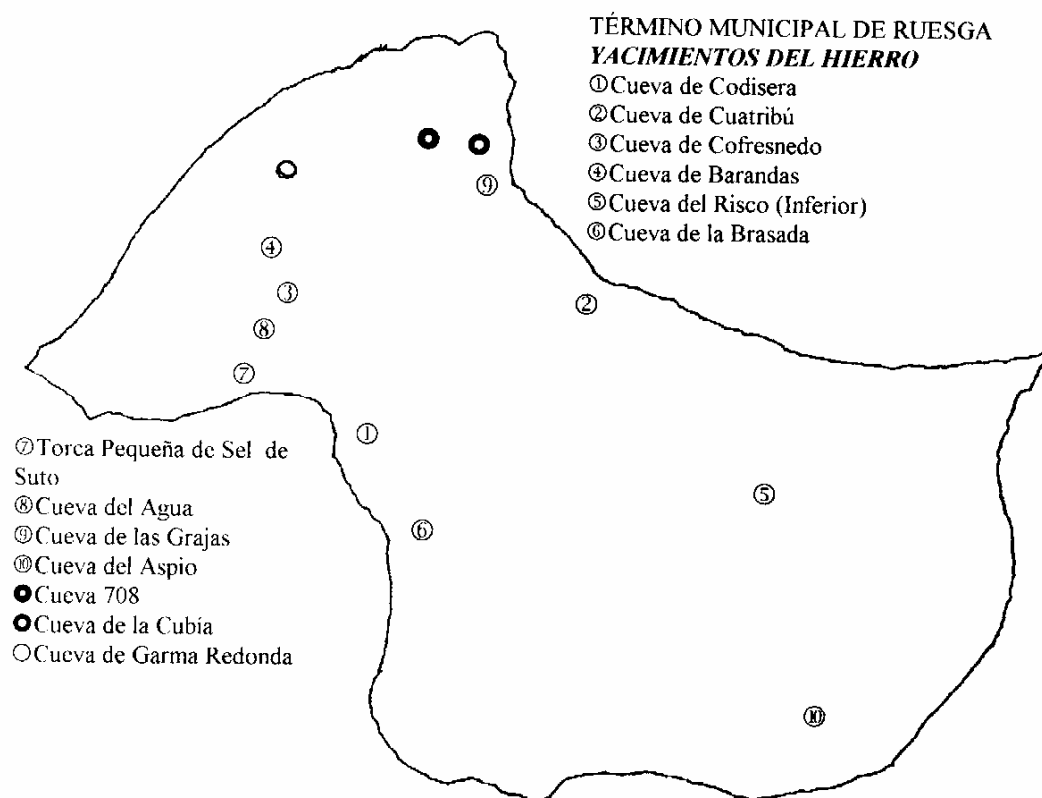 TÉRMINO MUNICIPAL DE RUESGA
YACIMIENTOS DEL HIERRO
①Cueva de Codisera
②Cueva de Cuatribú
③Cueva de Cofresnedo
④Cueva de Barandas
⑤Cueva del Risco (Inferior)
⑥Cueva de la Brasada
⑨
④
③
②
⑧
⑦
①
⑤
⑥
⑩
⑦Torca Pequeña de Sel de
Suto
⑧Cueva del Agua
⑨Cueva de las Grajas
⑩Cueva del Aspio
Cueva 708
Cueva de la Cubía
Cueva de Garma Redonda